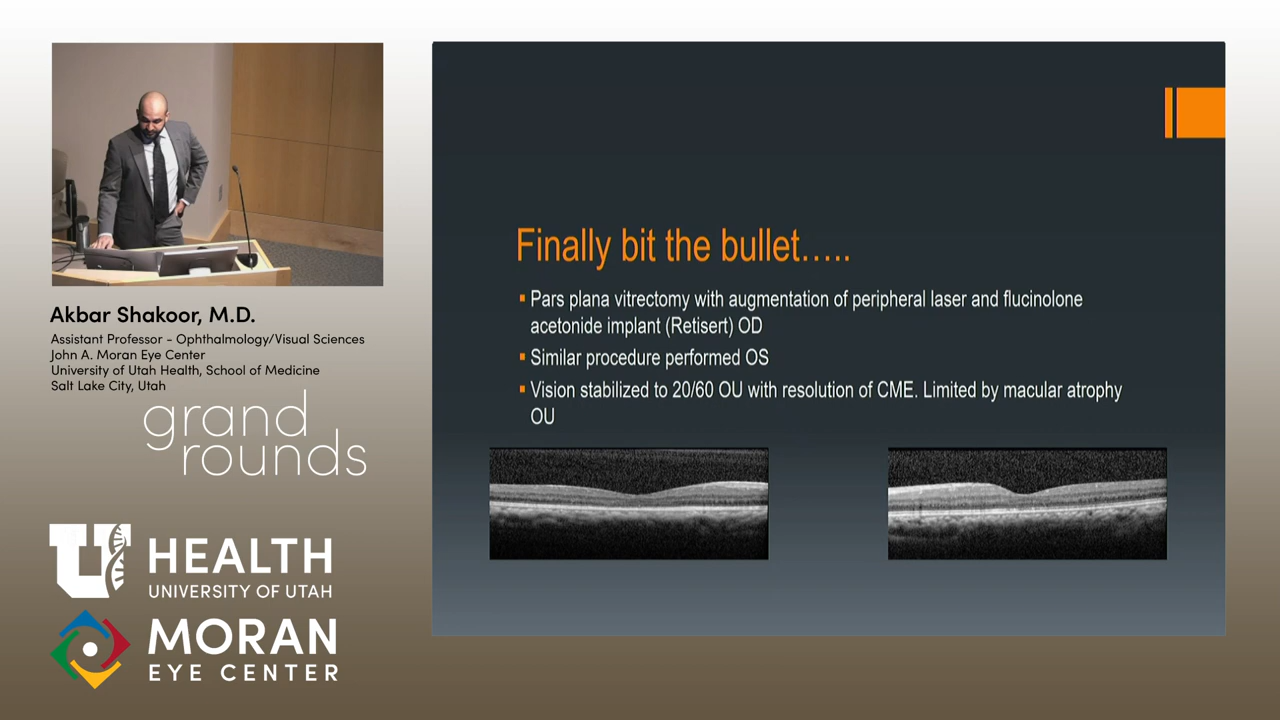 Akbar Shakoor, M.D.
Assistant Professor - Ophthalmology/Visual Sciences
John A. Moran Eye Center
University of Utah Health, School of Medicine
Salt Lake City, Utah
grand
rounds
U HEALTH
UNIVERSITY OF UTAH
MORAN
EYE CENTER
Finally bit the bullet.....
Pars plana vitrectomy with augmentation of peripheral laser and flucinolone
acetonide implant (Retisert) OD
Similar procedure performed OS
Vision stabilized to 20/60 OU with resolution of CME. Limited by macular atrophy
OU